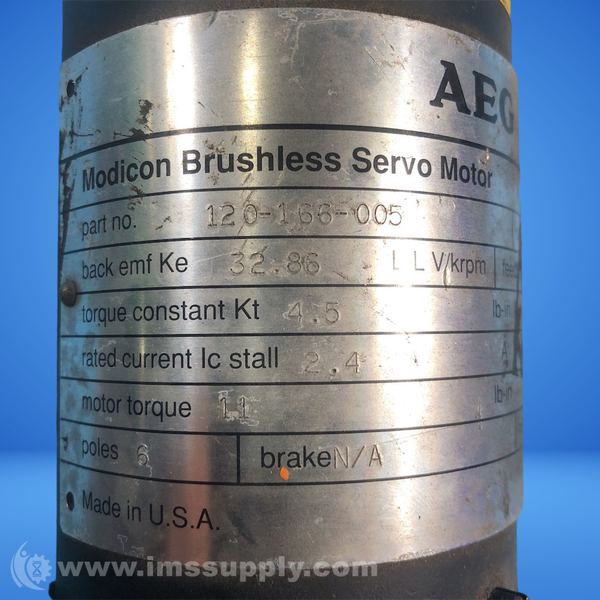 AEG
Modicon Brushless Servo Motor
part no. 120-166-005
back emf Ke 32.86 LLV/krpm
torque constant Kt 4.5 lb-in
rated current Ic stall 2.4 A
motor torque 11 lb-in
poles 6 brake N/A
Made in U.S.A.
www.imssupply.com